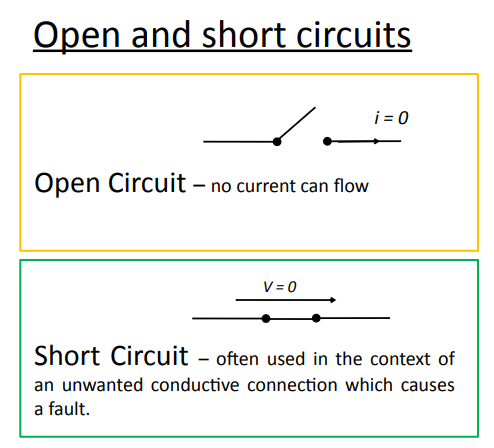 Open and short circuits
i = 0
Open Circuit – no current can flow
V = 0
Short Circuit – often used in the context of
an unwanted conductive connection which causes
a fault.